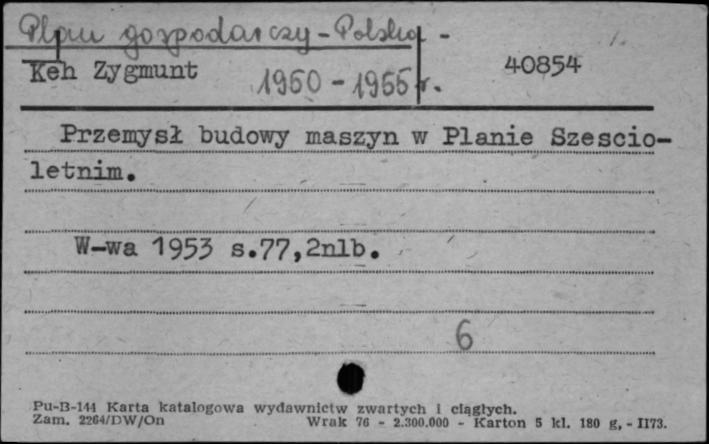 Plan gospodarczy - Polska -
Keh Zygmunt 1950 - 1955 r. 40854
Przemysł budowy maszyn w Planie Szescio-
letnim.
W-wa 1953 s.77,2nlb.
6
Pu-B-144 Karta katalogowa wydawnictw zwartych i ciągłych.
Zam. 2264/DW/On Wrak 76 - 2.300.000 - Karton 5 kl. 180 g, - II73.